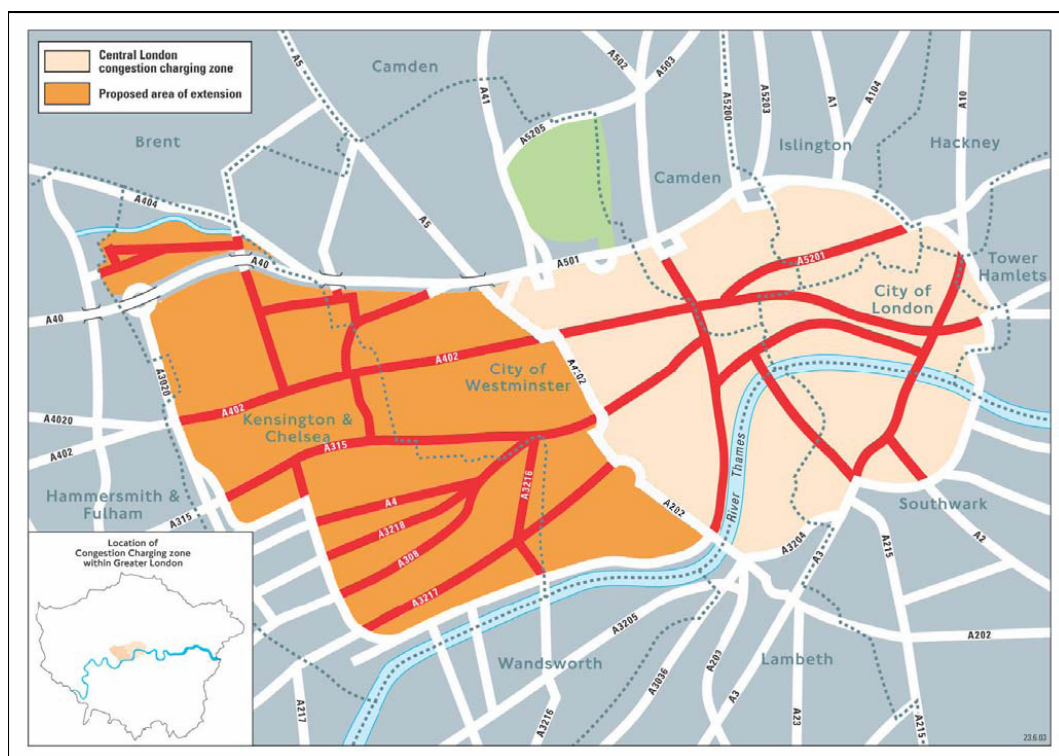 Central London
congestion charging zone
Proposed area of extension
Camden
A5
A41
A502
A503
A5200
A5203
A1
A104
A10
Brent
A5205
Islington
Hackney
Camden
A404
A5
A40
A501
A5201
Tower
Hamlets
City of
London
A40
A402
A4202
City of
Westminster
A3020
A402
Kensington
& Chelsea
A4020
A402
A315
River Thames
Hammersmith &
Fulham
A315
A4
A3216
A3218
A308
A202
A3204
A3
Southwark
A215
A2
A3217
Location of
Congestion Charging zone
within Greater London
A3205
A202
Wandsworth
A3036
A203
Lambeth
A3
A217
A3216
A23
A215
23.6.03